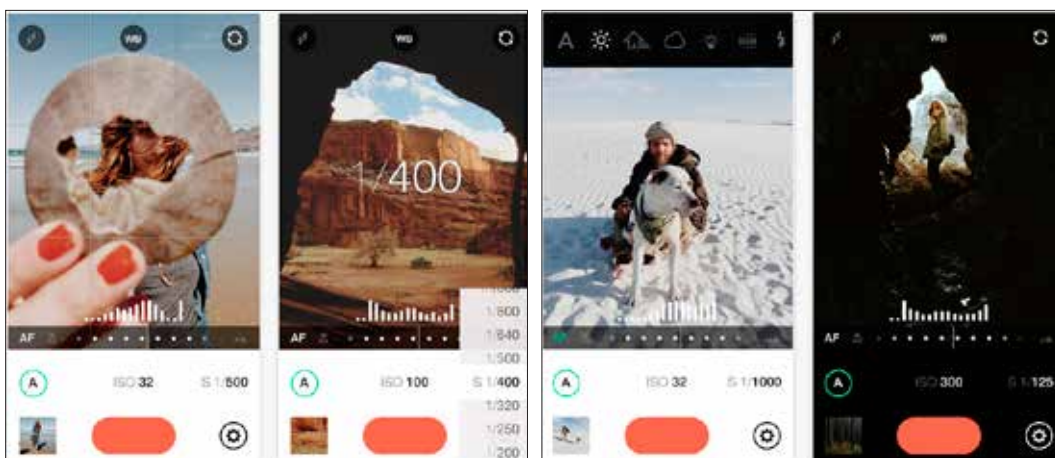 WB
AF
A
ISO 32
S 1/500
WB
1/400
AF
1/800
1/640
1/500
A
ISO 100
S 1/400
1/320
1/250
1/200
A
A
ISO 32
S 1/1000
WB
AF
A
ISO 300
S 1/125